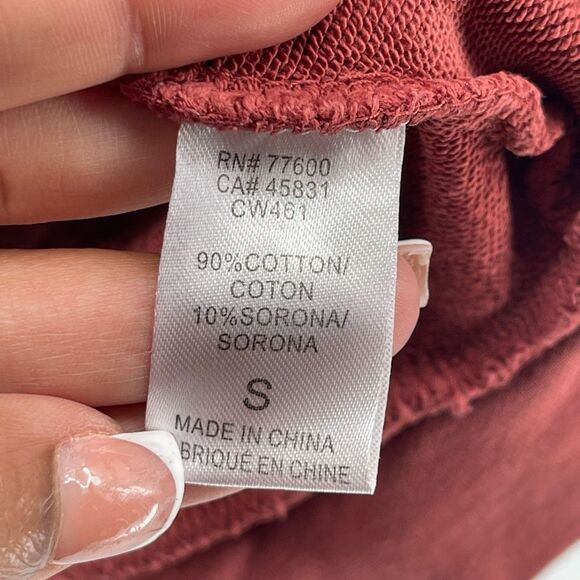 RN# 77600
CA# 45831
CW461
90%COTTON/
COTON
10%SORONA/
SORONA
S
MADE IN CHINA
BRIQUÉ EN CHINE